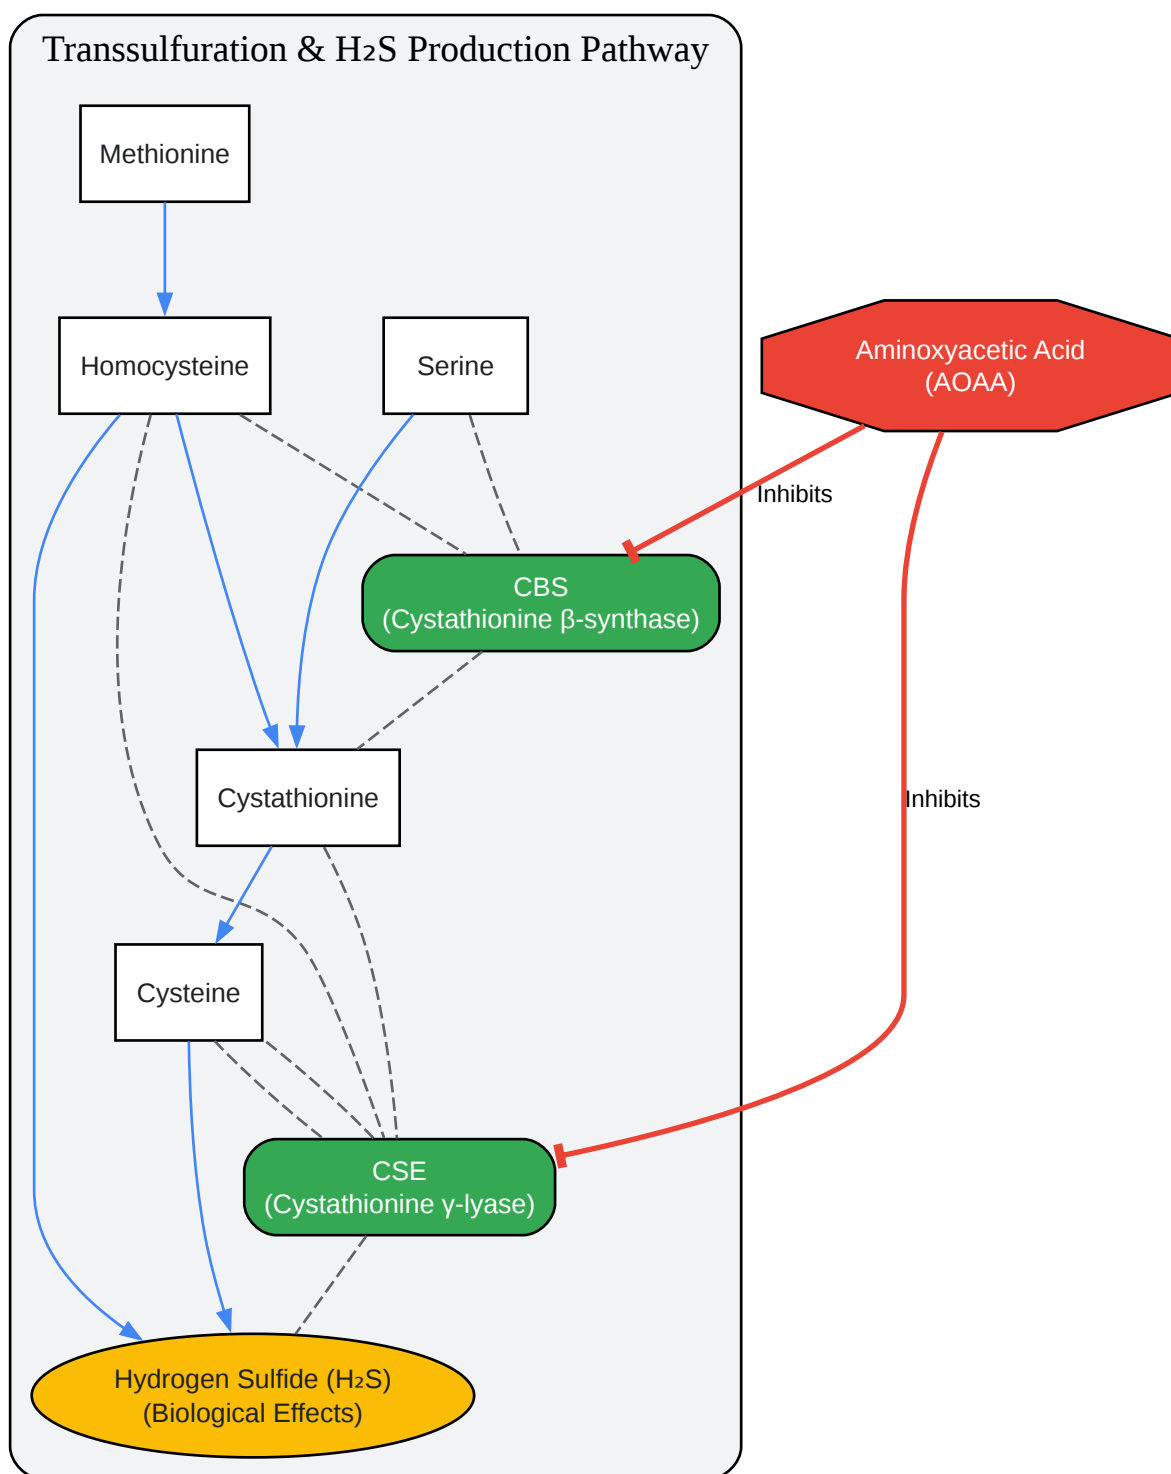 Transsulfuration & H₂S Production Pathway
Methionine
Homocysteine
Serine
Aminoxyacetic Acid
(AOAA)
Inhibits
CBS
(Cystathionine β-synthase)
Cystathionine
Inhibits
Cysteine
CSE
(Cystathionine γ-lyase)
Hydrogen Sulfide (H₂S)
(Biological Effects)